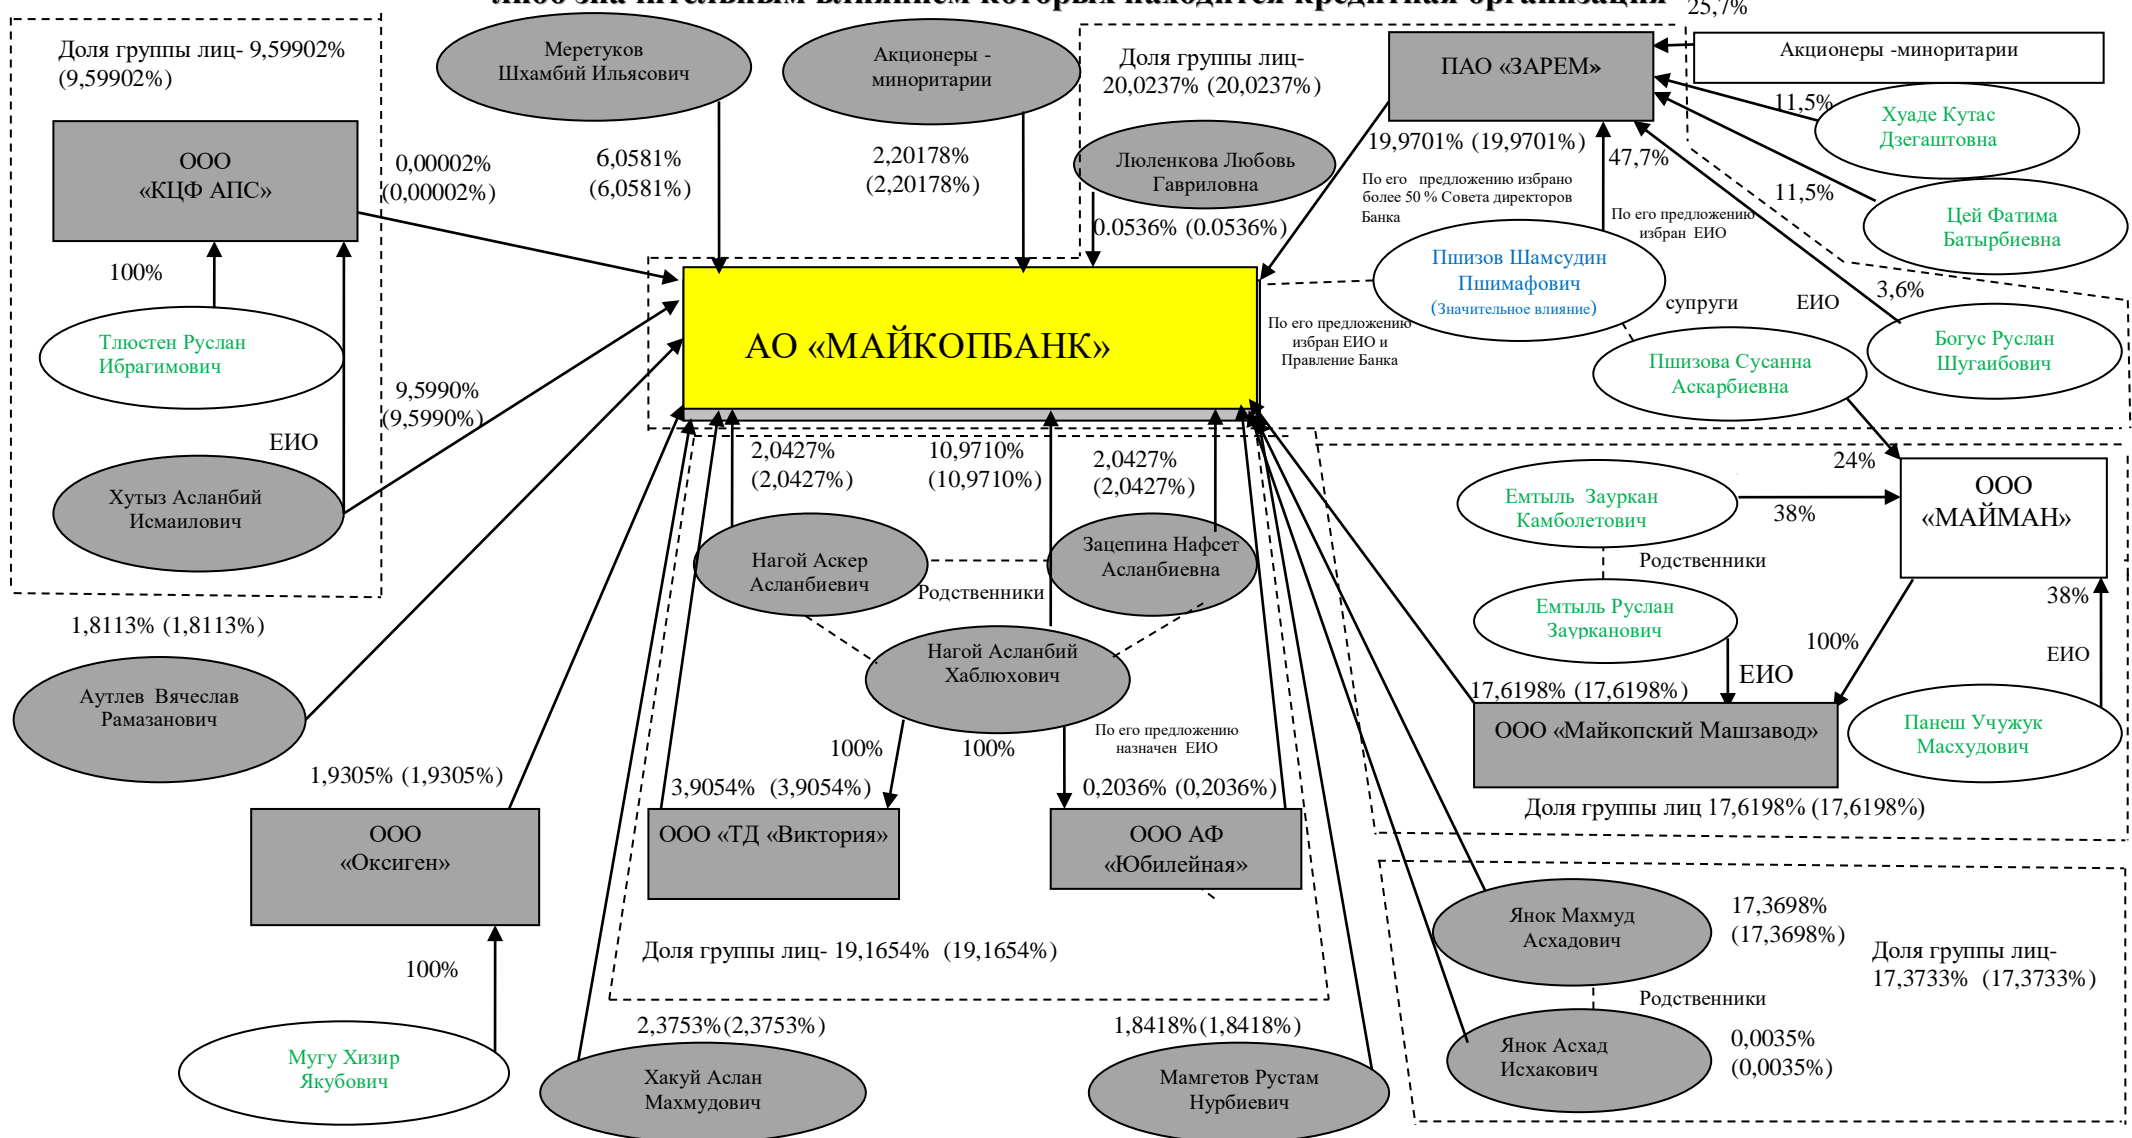 либо значительным влиянием которых находится кредитная организация
25,7%
Доля группы лиц- 9,59902%
(9,59902%)
ООО
«КЦФ АПС»
0,00002%
(0,00002%)
100%
Тлюстен Руслан
Ибрагимович
ЕИО
9,5990%
(9,5990%)
Хутыз Асланбий
Исмаилович
Меретуков
Шхамбий Ильясович
6,0581%
(6,0581%)
Акционеры -
миноритарии
2,20178%
(2,20178%)
Доля группы лиц-
20,0237% (20,0237%)
Люленкова Любовь
Гавриловна
0.0536% (0.0536%)
ПАО «ЗАРЕМ»
19,9701% (19,9701%)
47,7%
Акционеры -миноритарии
11,5%
Хуаде Кутас
Дзегаштовна
11,5%
Цей Фатима
Батырбиевна
По его предложению избрано
более 50 % Совета директоров
Банка
По его предложению
избран ЕИО
Пшизов Шамсудин
Пшимафович
(Значительное влияние)
супруги
ЕИО
3,6%
Богус Руслан
Шугаибович
Пшизова Сусанна
Аскарбиевна
По его предложению
избран ЕИО и
Правление Банка
АО «МАЙКОПБАНК»
2,0427%
(2,0427%)
10,9710%
(10,9710%)
2,0427%
(2,0427%)
Нагой Аскер
Асланбиевич
Зацепина Нафсет
Асланбиевна
Родственники
Нагой Асланбий
Хаблюхович
24%
ООО
«МАЙМАН»
Емтыль Зауркан
Камболетович
38%
Родственники
Емтыль Руслан
Заурканович
38%
ЕИО
100%
ЕИО
Панеш Учужук
Масхудович
17,6198% (17,6198%)
ООО «Майкопский Машзавод»
Доля группы лиц 17,6198% (17,6198%)
1,8113% (1,8113%)
Аутлев Вячеслав
Рамазанович
1,9305% (1,9305%)
ООО
«Оксиген»
100%
Мугу Хизир
Якубович
100%
100%
По его предложению
назначен ЕИО
3,9054% (3,9054%)
0,2036% (0,2036%)
ООО «ТД «Виктория»
ООО АФ
«Юбилейная»
Доля группы лиц- 19,1654% (19,1654%)
2,3753%(2,3753%)
Хакуй Аслан
Махмудович
1,8418%(1,8418%)
Мамгетов Рустам
Нурбиевич
Янок Махмуд
Асхадович
17,3698%
(17,3698%)
Доля группы лиц-
17,3733% (17,3733%)
Родственники
Янок Асхад
Исхакович
0,0035%
(0,0035%)